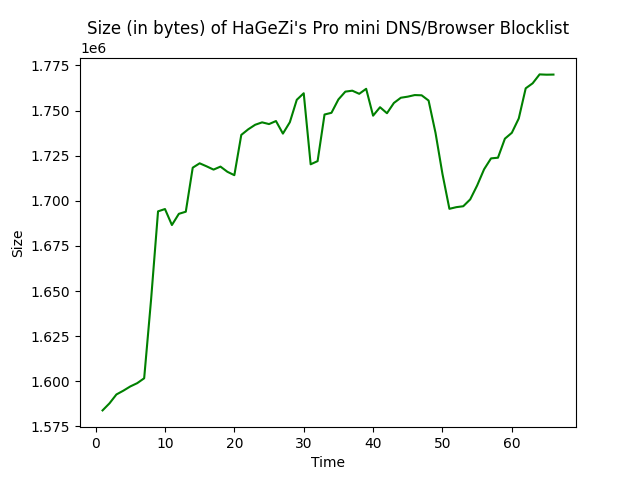 Size (in bytes) of HaGeZi's Pro mini DNS/Browser Blocklist
1e6
1.775
1.750
1.725
1.700
1.675
1.650
1.625
1.600
1.575
Size
0 10 20 30 40 50 60
Time